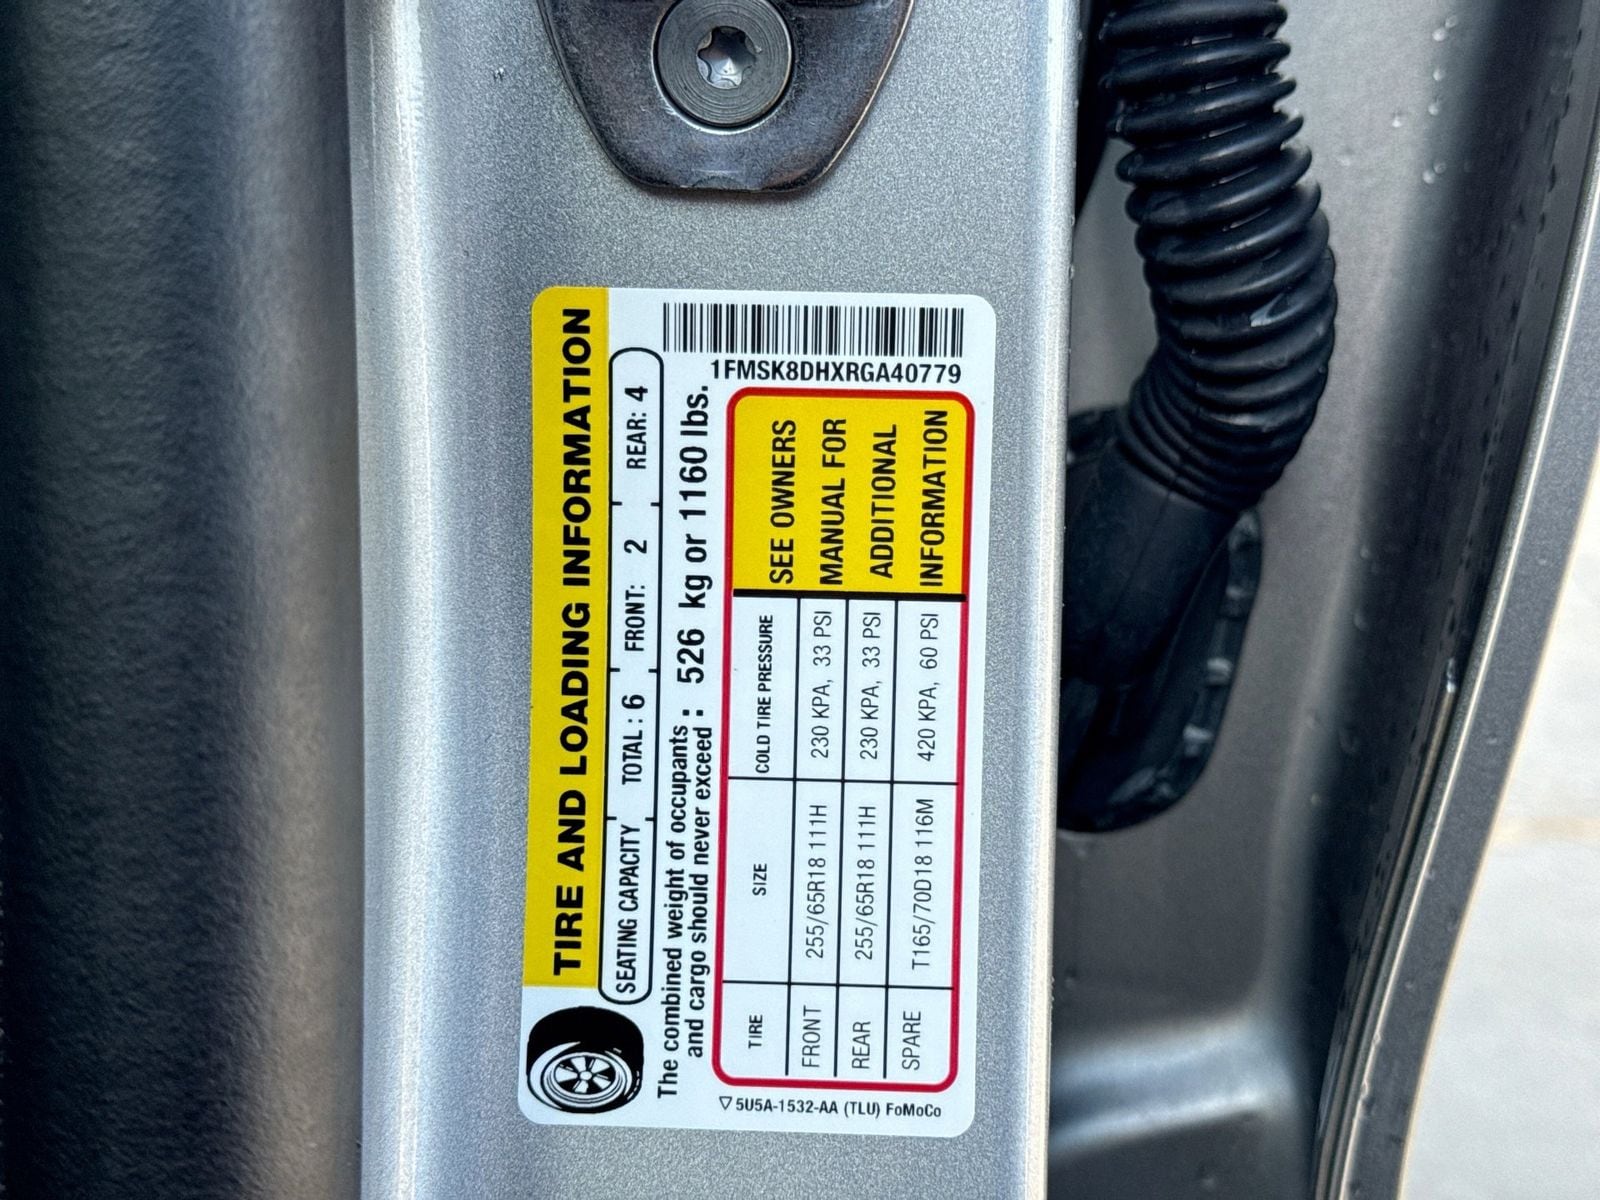 TIRE AND LOADING INFORMATION
SEATING CAPACITY TOTAL : 6 FRONT: 2 REAR: 4
The combined weight of occupants
and cargo should never exceed : 526 kg or 1160 lbs.
1FMSK8DHXRGA40779
TIRE SIZE COLD TIRE PRESSURE
FRONT 255/65R18 111H 230 KPA, 33 PSI
REAR 255/65R18 111H 230 KPA, 33 PSI
SPARE T165/70D18 116M 420 KPA, 60 PSI
SEE OWNERS
MANUAL FOR
ADDITIONAL
INFORMATION
5U5A-1532-AA (TLU) FoMoCo